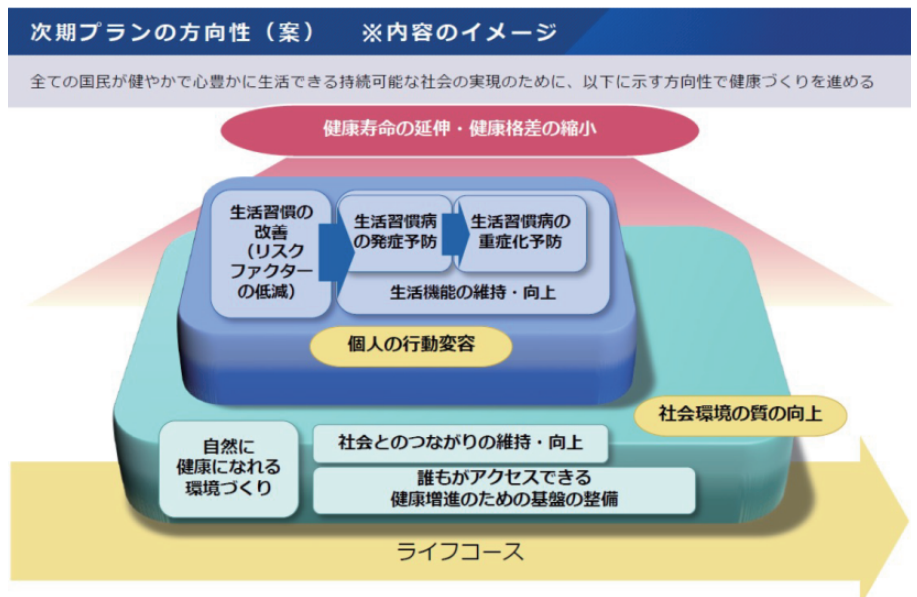 次期プランの方向性（案）　※内容のイメージ
全ての国民が健やかで心豊かに生活できる持続可能な社会の実現のために、以下に示す方向性で健康づくりを進める
健康寿命の延伸・健康格差の縮小
生活習慣の
改善
（リスク
ファクター
の低減）
生活習慣病
の発症予防
生活習慣病の
重症化予防
生活機能の維持・向上
個人の行動変容
社会環境の質の向上
自然に
健康になれる
環境づくり
社会とのつながりの維持・向上
誰もがアクセスできる
健康増進のための基盤の整備
ライフコース